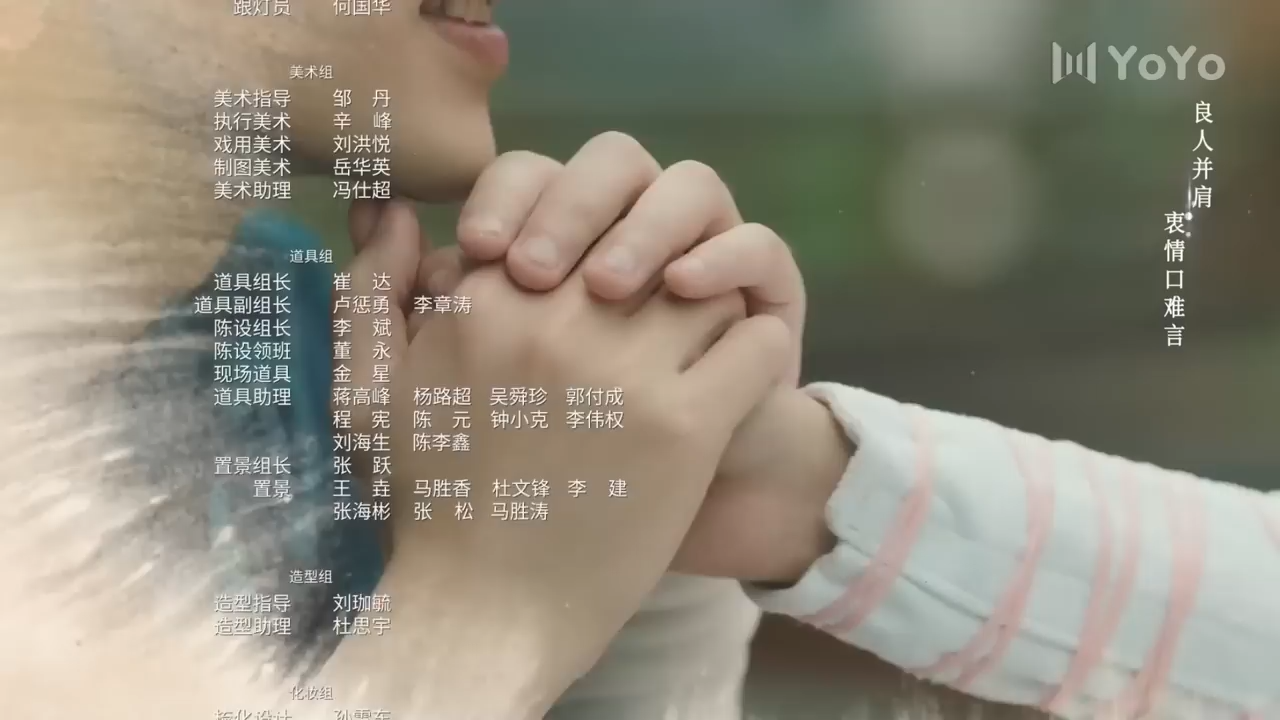 跟灯员 何国华
美术组
美术指导 邹 丹
执行美术 辛 峰
戏用美术 刘洪悦
制图美术 岳华英
美术助理 冯仕超
道具组
道具组长 崔 达
道具副组长 卢惩勇 李章涛
陈设组长 李 斌
陈设领班 董 永
现场道具 金 星
道具助理 蒋高峰 杨路超 吴舜珍 郭付成
程 宪 陈 元 钟小克 李伟权
刘海生 陈李鑫
置景组长 张 跃
置景 王 垚 马胜香 杜文锋 李 建
张海彬 张 松 马胜涛
造型组
造型指导 刘珈毓
造型助理 杜思宇
化妆组
YoYo
良人并肩
衷情口难言